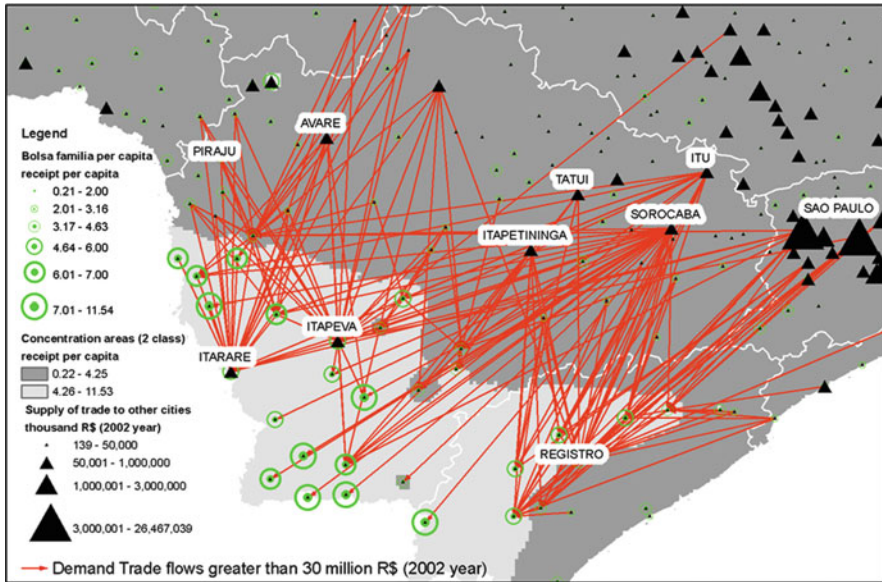 AVARE
PIRAJU
ITU
TATUI
SOROCABA
SAO PAULO
ITAPETININGA
ITAPEVA
ITARARE
REGISTRO
Legend
Bolsa familia per capita
receipt per capita
0.21 - 2.00
2.01 - 3.16
3.17 - 4.63
4.64 - 6.00
6.01 - 7.00
7.01 - 11.54
Concentration areas (2 class)
receipt per capita
0.22 - 4.25
4.26 - 11.53
Supply of trade to other cities
thousand R$ (2002 year)
139 - 50,000
50,001 - 1,000,000
1,000,001 - 3,000,000
3,000,001 - 26,467,039
Demand Trade flows greater than 30 million R$ (2002 year)